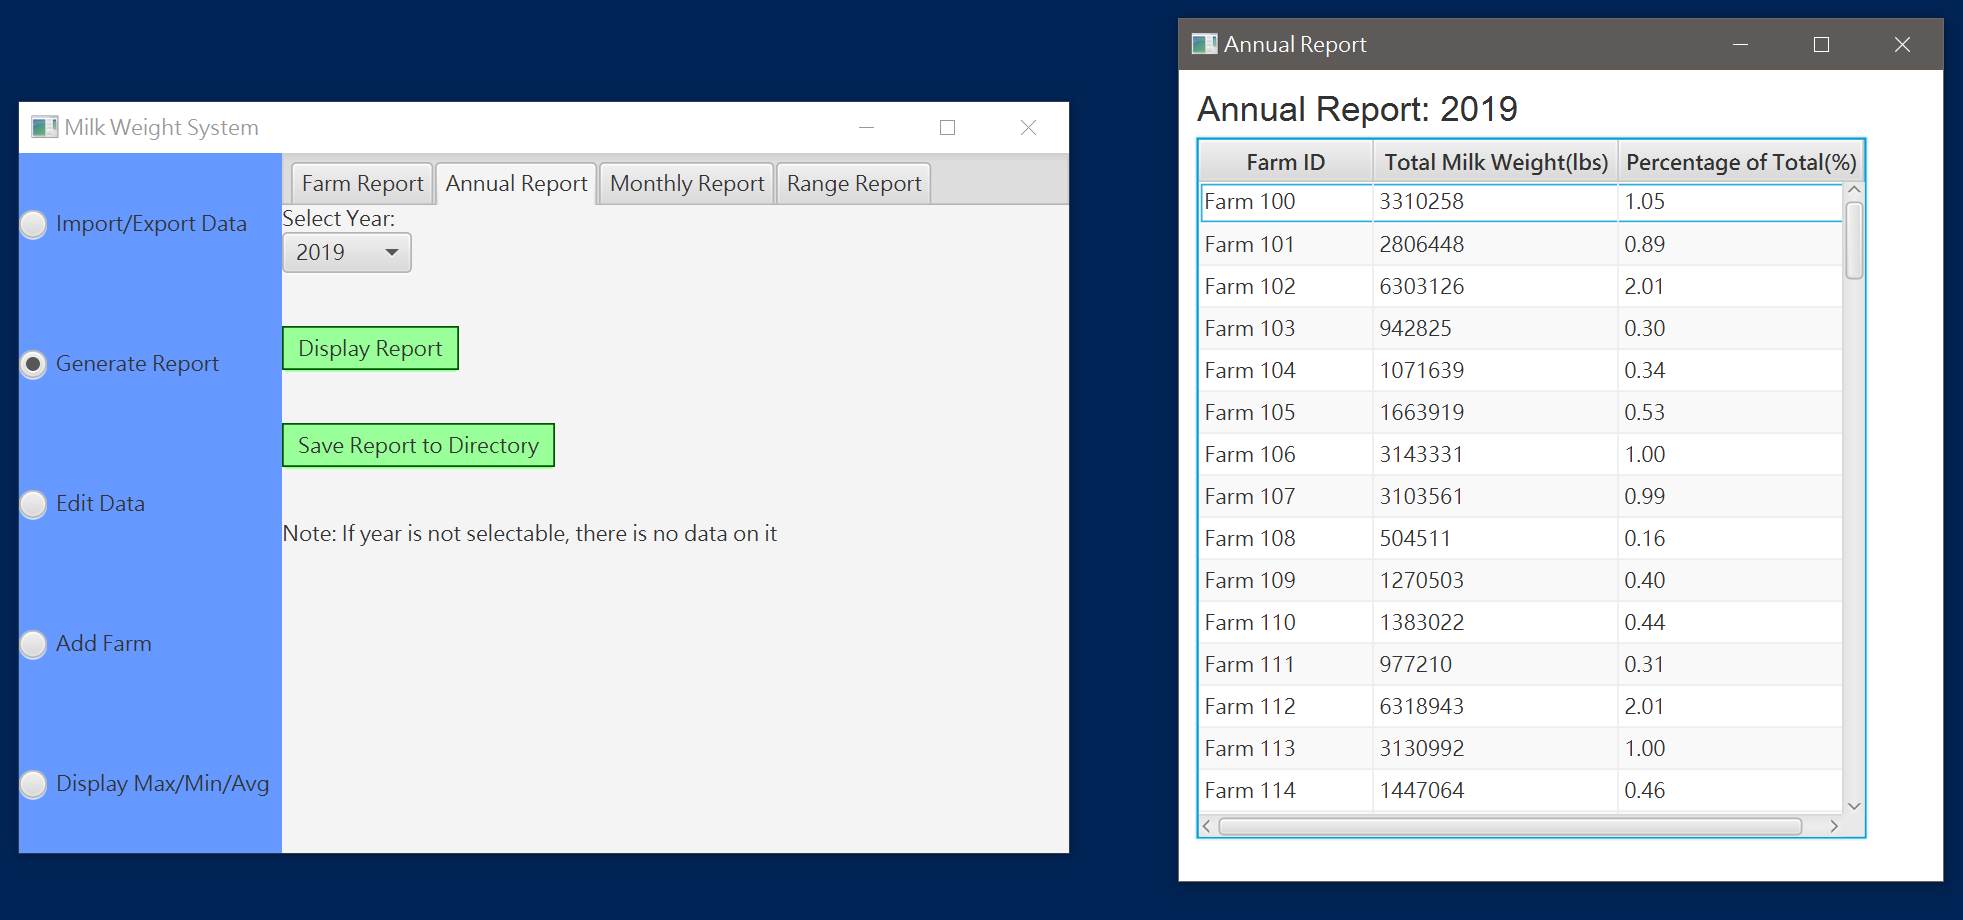 Milk Weight System
Import/Export Data
Generate Report
Edit Data
Add Farm
Display Max/Min/Avg
Farm Report Annual Report Monthly Report Range Report
Select Year:
2019
Display Report
Save Report to Directory
Note: If year is not selectable, there is no data on it
Annual Report
Annual Report: 2019
Farm ID Total Milk Weight(lbs) Percentage of Total(%)
Farm 100 3310258 1.05
Farm 101 2806448 0.89
Farm 102 6303126 2.01
Farm 103 942825 0.30
Farm 104 1071639 0.34
Farm 105 1663919 0.53
Farm 106 3143331 1.00
Farm 107 3103561 0.99
Farm 108 504511 0.16
Farm 109 1270503 0.40
Farm 110 1383022 0.44
Farm 111 977210 0.31
Farm 112 6318943 2.01
Farm 113 3130992 1.00
Farm 114 1447064 0.46